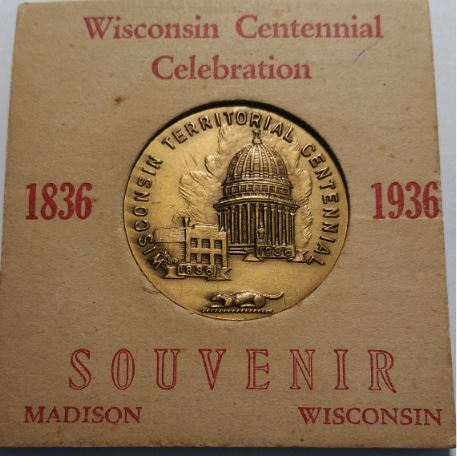 Wisconsin Centennial
Celebration
WISCONSIN TERRITORIAL CENTENNIAL
1836 1936
1836 1936
SOUVENIR
MADISON WISCONSIN